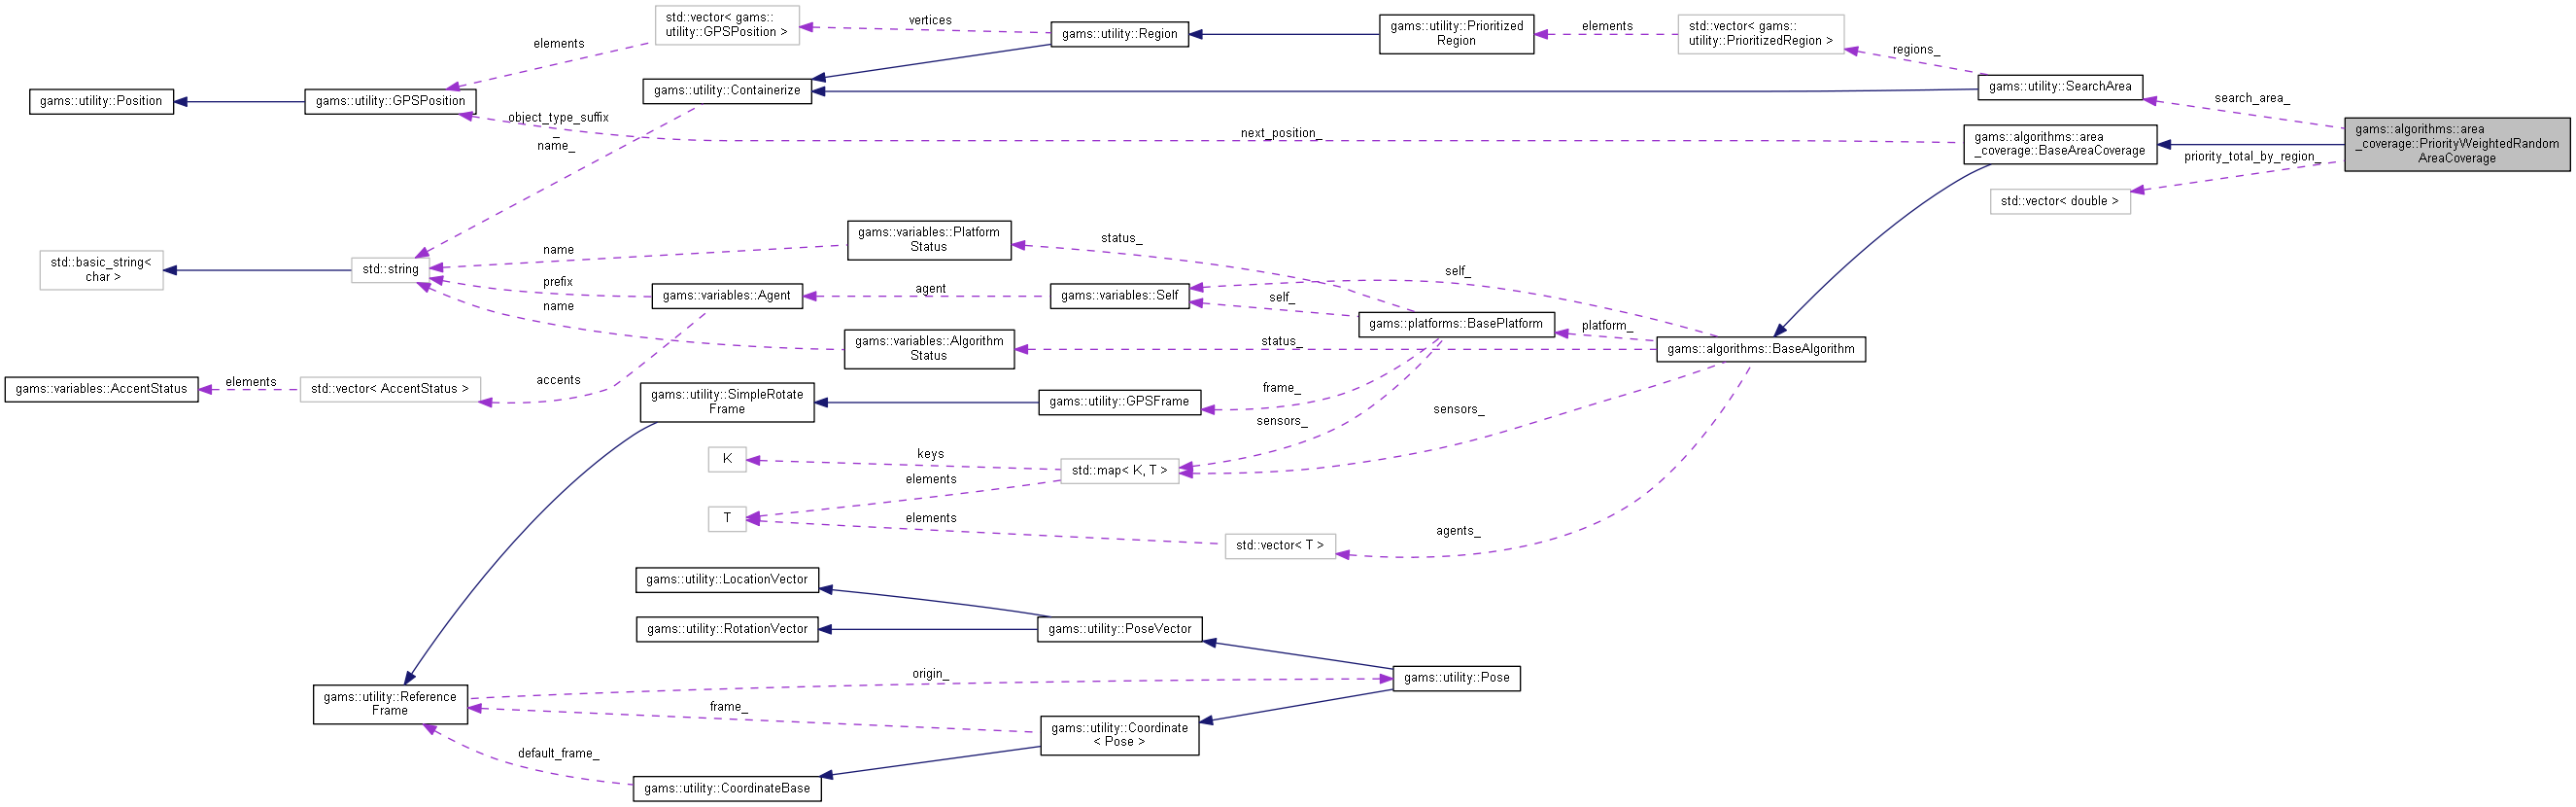 std::vector< gams::
utility::GPSPosition >
vertices
gams::utility::Region
gams::utility::Prioritized
Region
elements
std::vector< gams::
utility::PrioritizedRegion >
regions_
elements
gams::utility::Position
gams::utility::GPSPosition
gams::utility::Containerize
gams::utility::SearchArea
search_area_
object_type_suffix
_
name_
next_position_
gams::algorithms::area
_coverage::BaseAreaCoverage
gams::algorithms::area
_coverage::PriorityWeightedRandom
AreaCoverage
priority_total_by_region_
std::vector< double >
std::basic_string<
char >
std::string
name
prefix
name
gams::variables::Platform
Status
status_
self_
gams::variables::Agent
agent
gams::variables::Self
self_
gams::platforms::BasePlatform
platform_
gams::variables::Algorithm
Status
status_
gams::algorithms::BaseAlgorithm
gams::variables::AccentStatus
elements
std::vector< AccentStatus >
accents
gams::utility::SimpleRotate
Frame
gams::utility::GPSFrame
frame_
sensors_
sensors_
K
keys
elements
std::map< K, T >
T
elements
std::vector< T >
agents_
gams::utility::LocationVector
gams::utility::RotationVector
gams::utility::PoseVector
gams::utility::Reference
Frame
origin_
gams::utility::Pose
frame_
gams::utility::Coordinate
< Pose >
default_frame_
gams::utility::CoordinateBase